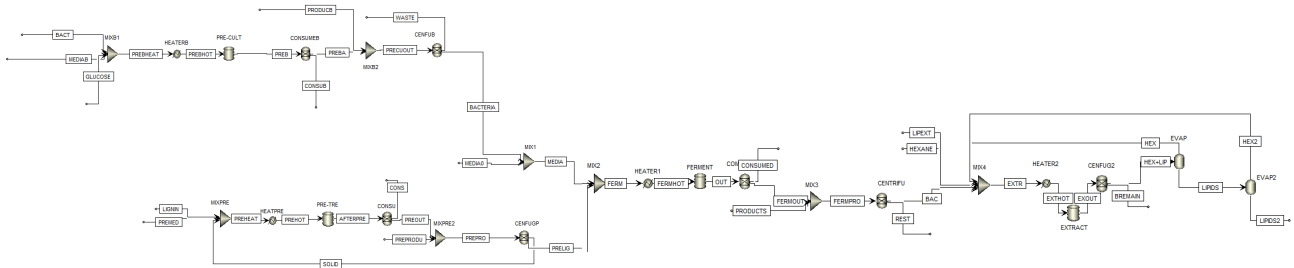 PRODUCB
WASTE
BACT
MIXB1
HEATERB
PRE-CULT
CONSUMEB
CENFUB
MEDIAB
PREBHEAT
PREBHOT
PREB
PREBA
PRECUOUT
MIXB2
GLUCOSE
CONSUB
BACTERIA
LIPEXT
HEXANE
HEX
EVAP
HEX2
MIX1
MEDIA0
MEDIA
MIX2
HEATER1
FERMENT
CONSUMED
MIX4
HEATER2
CENFUG2
HEX+LIP
FERM
FERMHOT
OUT
MIX3
CENTRIFU
EXTR
LIPIDS
EVAP2
CONS
FERMOUT
FERMPRO
BAC
EXTHOT
EXOUT
BREMAIN
LIGNIN
MIXPRE
HEATPRE
PRE-TRE
CONSU
PRODUCTS
REST
EXTRACT
LIPIDS2
PREMED
PREHEAT
PREHOT
AFTERPRE
PREOUT
MIXPRE2
CENFUGP
PREPRODU
PREPRO
PRELIG
SOLID